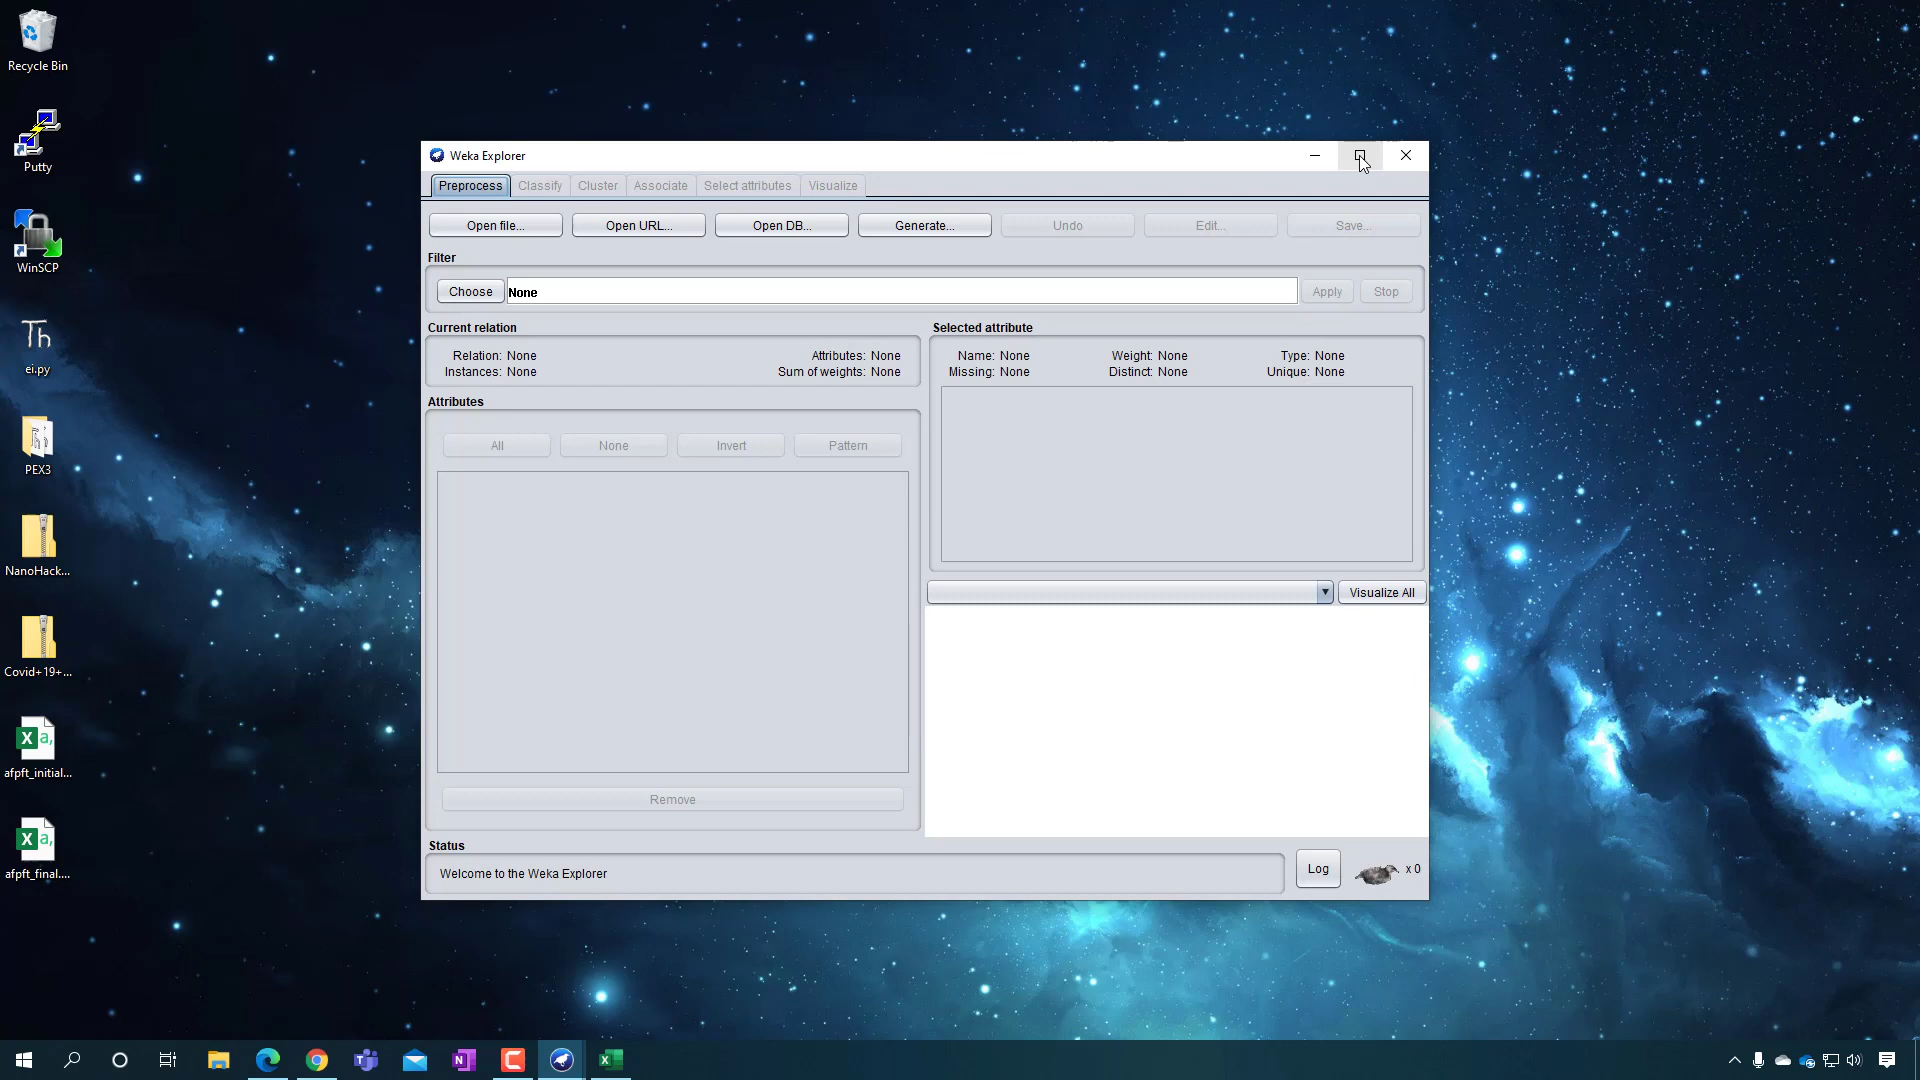 Recycle Bin
Putty
WinSCP
Th
ei.py
PEX3
NanoHack...
Covid+19+...
afpft_initial...
afpft_final....
Weka Explorer
Preprocess Classify Cluster Associate Select attributes Visualize
Open file... Open URL... Open DB... Generate... Undo Edit... Save...
Filter
Choose None Apply Stop
Current relation
Relation: None Attributes: None
Instances: None Sum of weights: None
Selected attribute
Name: None Weight: None Type: None
Missing: None Distinct: None Unique: None
Attributes
All None Invert Pattern
Remove
Visualize All
Status
Welcome to the Weka Explorer
Log x 0